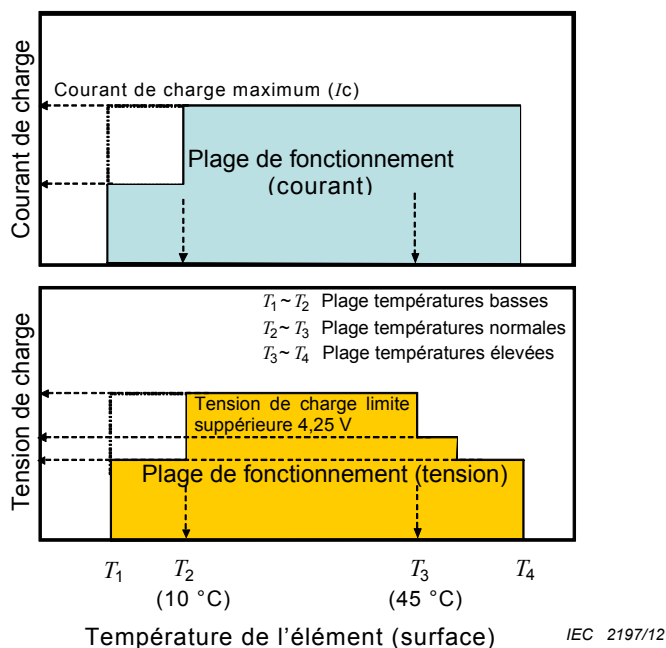 Courant de charge
Courant de charge maximum (Ic)
Plage de fonctionnement
(courant)
Tension de charge
T1 ~ T2 Plage températures basses
T2 ~ T3 Plage températures normales
T3 ~ T4 Plage températures élevées
Tension de charge limite
suppérieure 4,25 V
Plage de fonctionnement (tension)
T1 T2 T3 T4
(10 °C) (45 °C)
Température de l'élément (surface)
IEC 2197/12